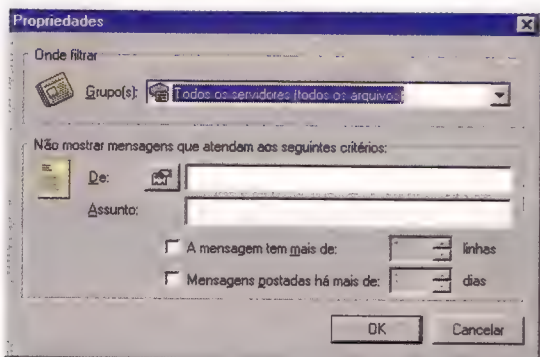 Propriedades
Onde filtrar
Grupo(s): Todos os servidores (todos os arquivos)
Não mostrar mensagens que atendam aos seguintes critérios:
De:
Assunto:
A mensagem tem mais de: linhas
Mensagens postadas há mais de: dias
OK Cancelar